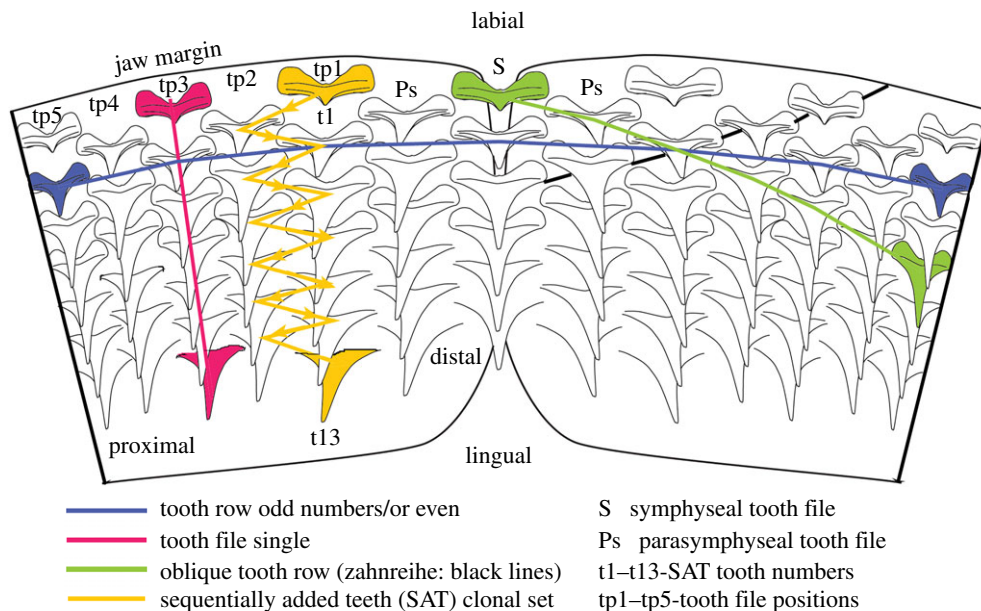 labial
jaw margin
tp5 tp4 tp3 tp2 tp1 Ps S Ps
t1
distal
proximal
t13
lingual
tooth row odd numbers/or even
tooth file single
oblique tooth row (zahnreihe: black lines)
sequentially added teeth (SAT) clonal set
S symphyseal tooth file
Ps parasymphyseal tooth file
t1–t13-SAT tooth numbers
tp1–tp5-tooth file positions